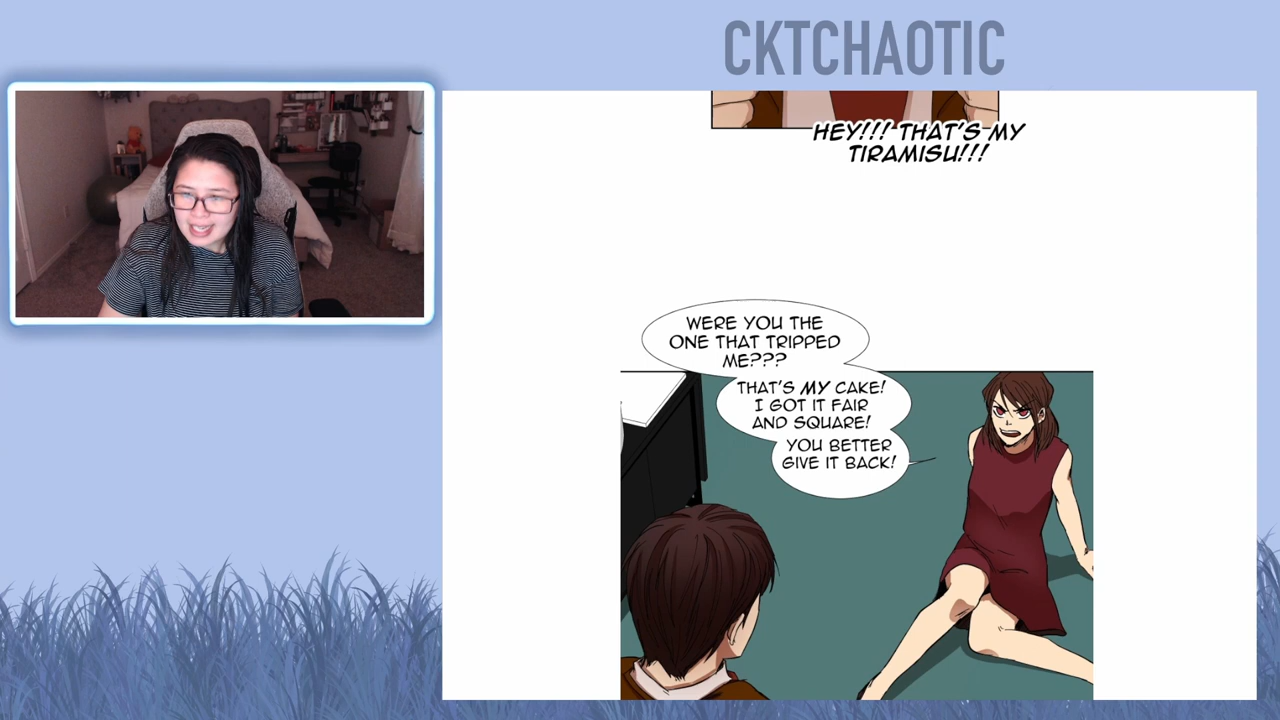 CKTCHAOTIC
HEY!!! THAT'S MY
TIRAMISU!!!
WERE YOU THE
ONE THAT TRIPPED
ME???
THAT'S MY CAKE!
I GOT IT FAIR
AND SQUARE!
YOU BETTER
GIVE IT BACK!